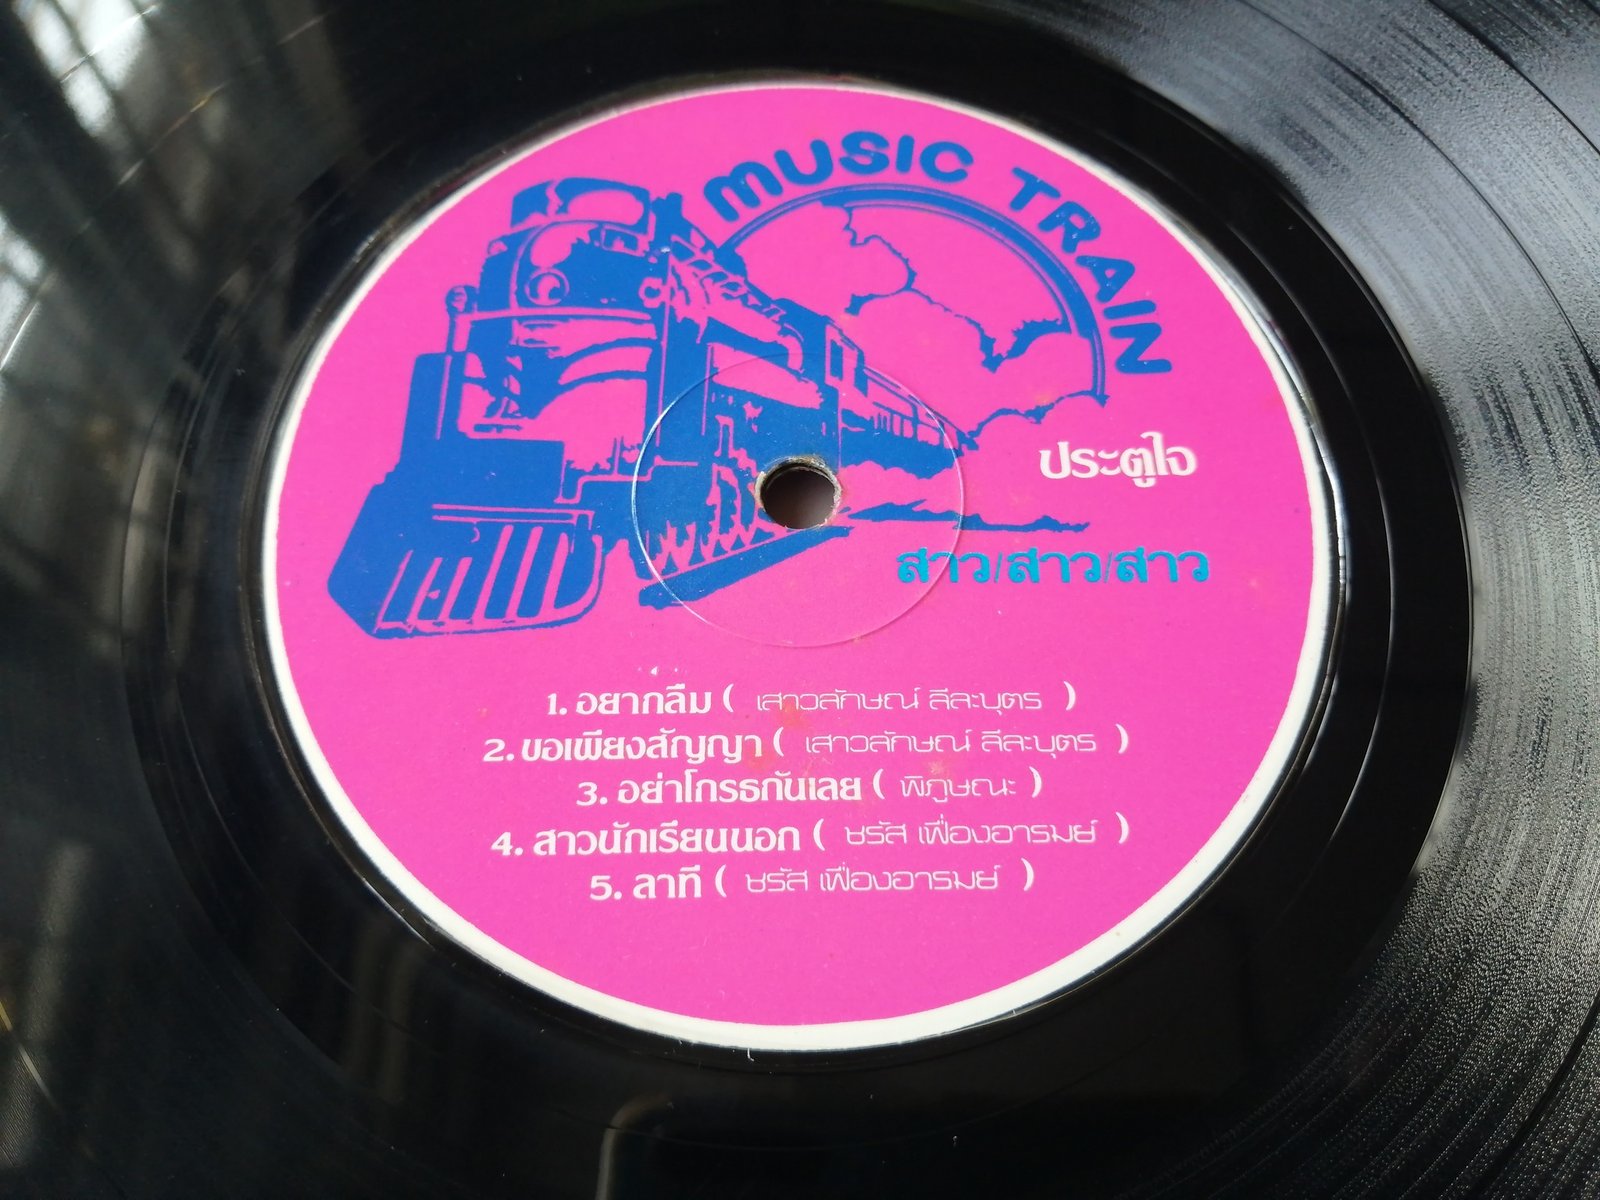 MUSIC TRAIN
ประตูใจ
สาว/สาว/สาว
1. อยากลืม ( เสาวลักษณ์ ลีละบุตร )
2. ขอเพียงสัญญา ( เสาวลักษณ์ ลีละบุตร )
3. อย่าโกรธกันเลย ( พิภูษณะ )
4. สาวนักเรียนนอก ( ชรัส เฟื่องอารมย์ )
5. ลาที ( ชรัส เฟื่องอารมย์ )